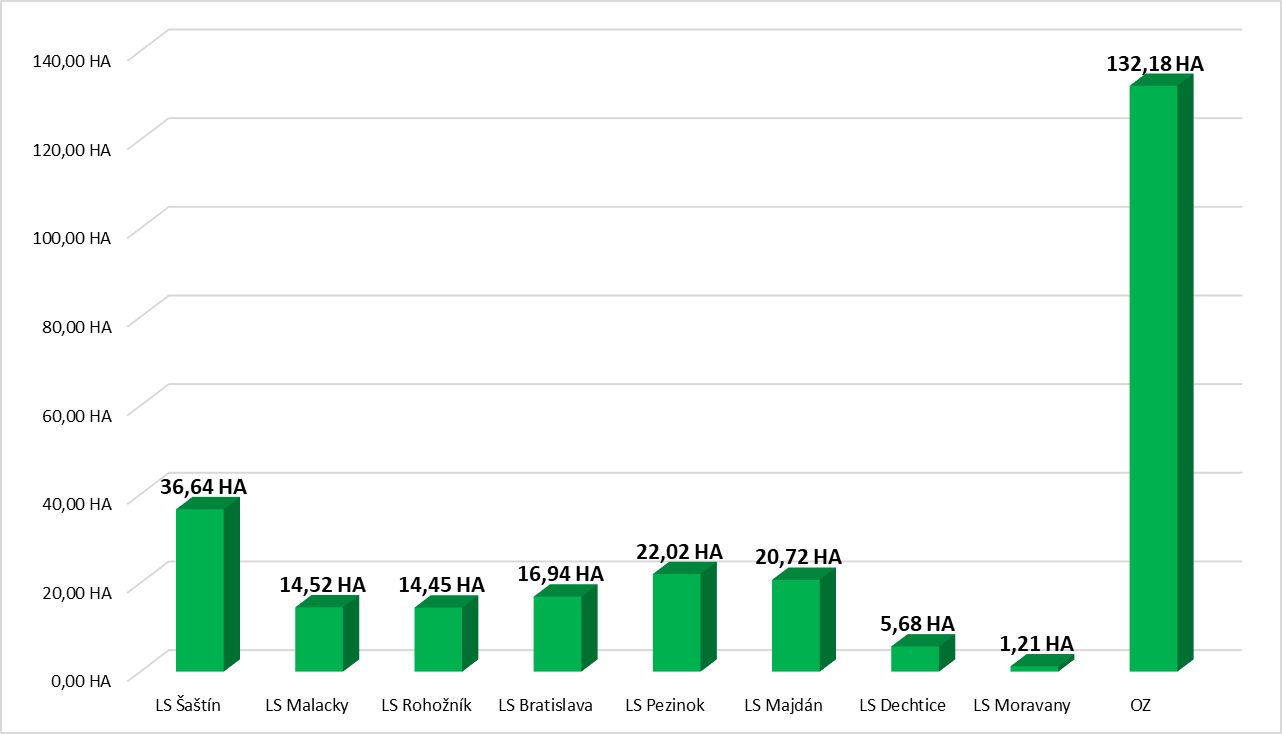 140,00 HA
120,00 HA
100,00 HA
80,00 HA
60,00 HA
40,00 HA
20,00 HA
0,00 HA
36,64 HA
14,52 HA
14,45 HA
16,94 HA
22,02 HA
20,72 HA
5,68 HA
1,21 HA
132,18 HA
LS Šaštín
LS Malacky
LS Rohožník
LS Bratislava
LS Pezinok
LS Majdán
LS Dechtice
LS Moravany
OZ